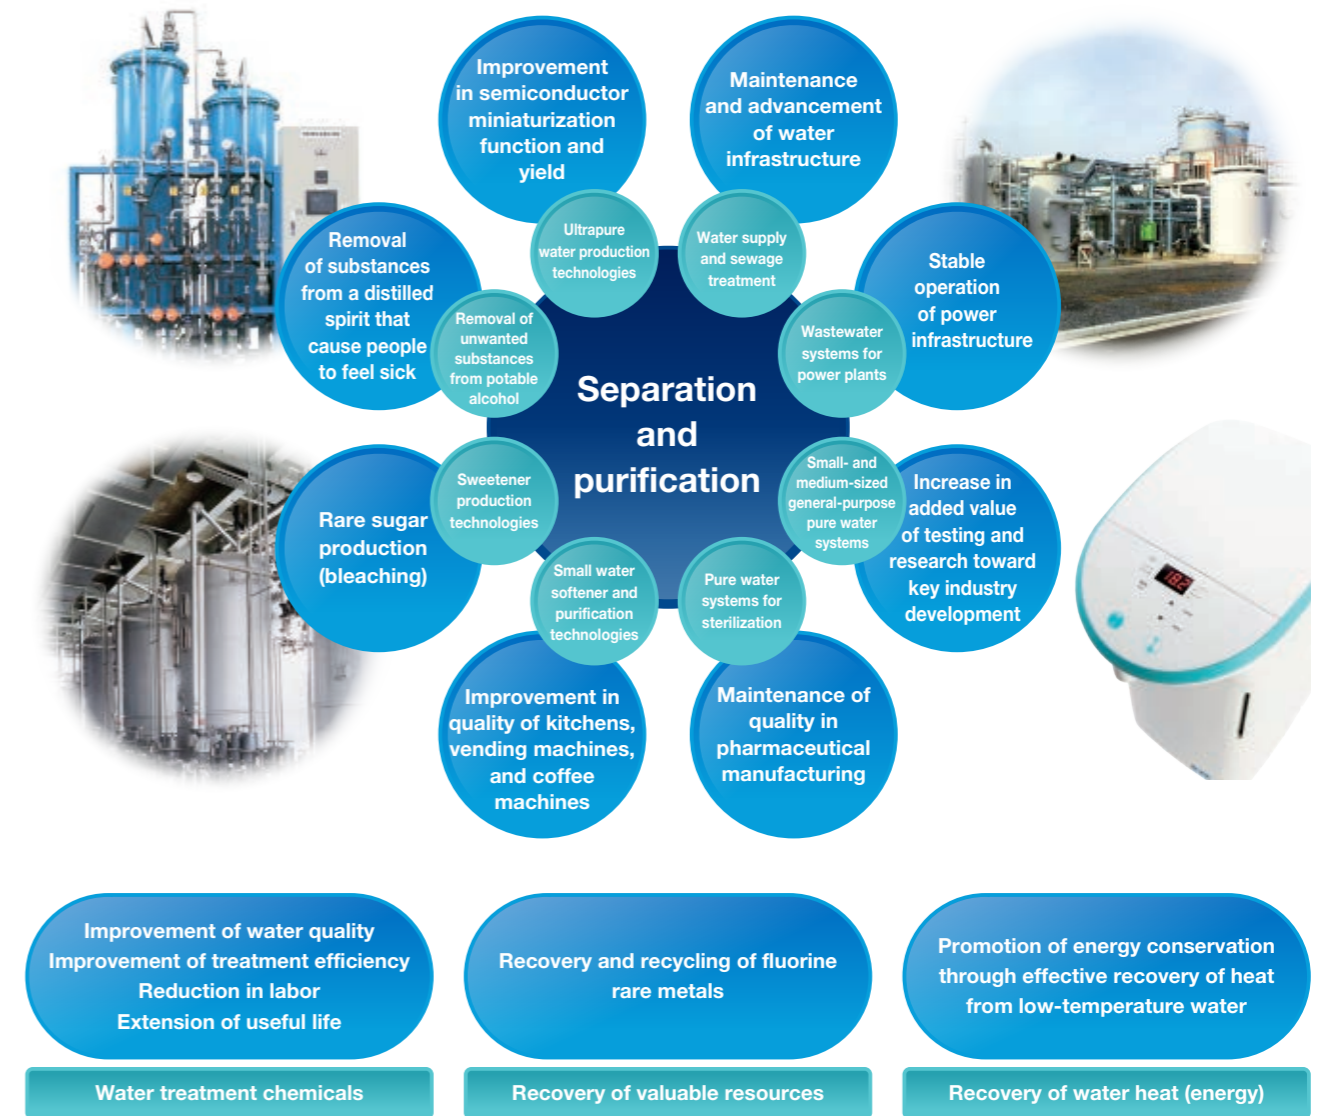 Improvement
in semiconductor
miniaturization
function and
yield
Maintenance
and advancement
of water
infrastructure
Ultrapure
water production
technologies
Water supply
and sewage
treatment
Removal
of substances
from a distilled
spirit that
cause people
to feel sick
Removal of
unwanted
substances
from potable
alcohol
Wastewater
systems for
power plants
Stable
operation
of power
infrastructure
Separation
and
purification
Rare sugar
production
(bleaching)
Sweetener
production
technologies
Small- and
medium-sized
general-purpose
pure water
systems
Increase in
added value
of testing and
research toward
key industry
development
182
Small water
softener and
purification
technologies
Pure water
systems for
sterilization
Improvement in
quality of kitchens,
vending machines,
and coffee
machines
Maintenance of
quality in
pharmaceutical
manufacturing
Improvement of water quality
Improvement of treatment efficiency
Reduction in labor
Extension of useful life
Water treatment chemicals
Recovery and recycling of fluorine
rare metals
Recovery of valuable resources
Promotion of energy conservation
through effective recovery of heat
from low-temperature water
Recovery of water heat (energy)